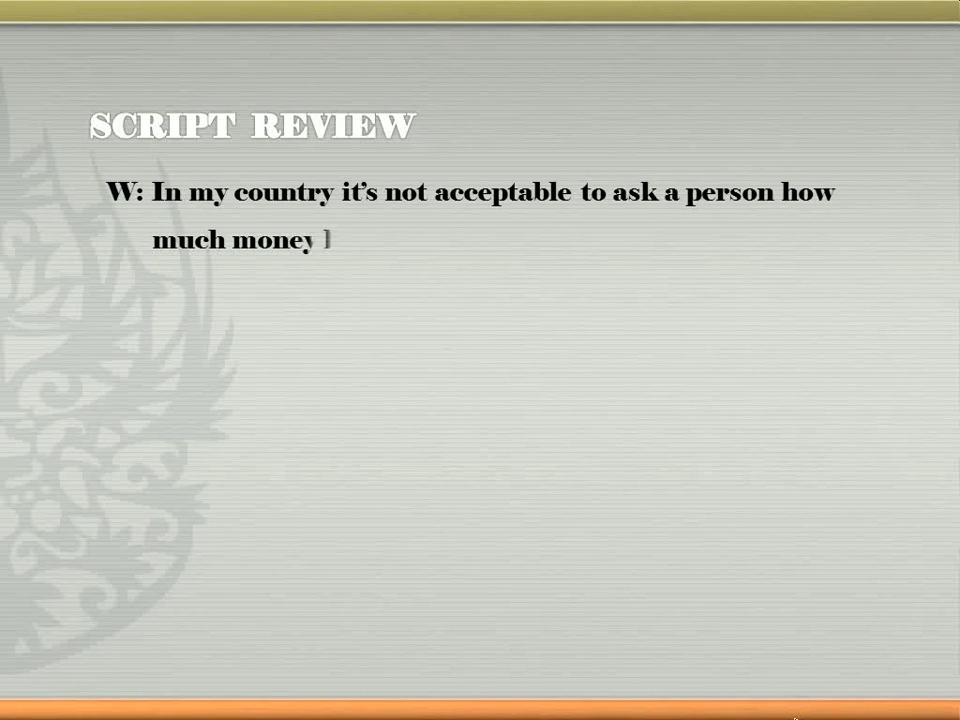 SCRIPT REVIEW
W: In my country it's not acceptable to ask a person how
much money